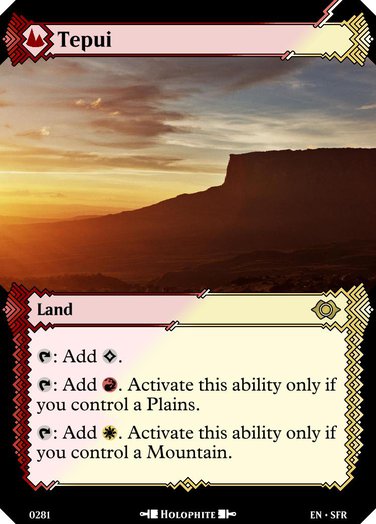 Tepui
Land
: Add .
: Add . Activate this ability only if
you control a Plains.
: Add . Activate this ability only if
you control a Mountain.
0281 HOLOPHITE EN • SFR